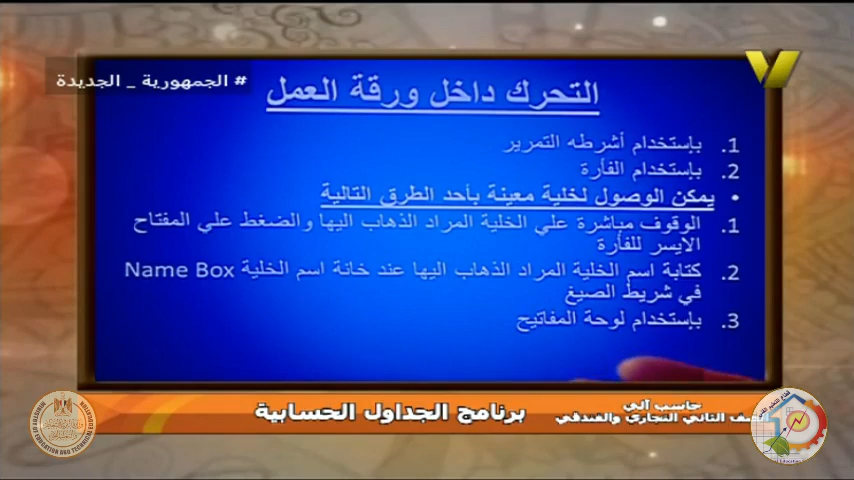 # الجمهورية _ الجديدة
التحرك داخل ورقة العمل
1. بإستخدام أشرطه التمرير
2. بإستخدام الفأرة
• يمكن الوصول لخلية معينة بأحد الطرق التالية
1. الوقوف مباشرة علي الخلية المراد الذهاب اليها والضغط علي المفتاح
الايسر للفأرة
2. كتابة اسم الخلية المراد الذهاب اليها عند خانة اسم الخلية Name Box
في شريط الصيغ
3. بإستخدام لوحة المفاتيح
حاسب آلي
الثاني التجاري والفندقي
برنامج الجداول الحسابية